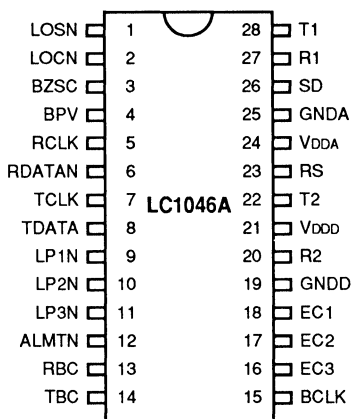 LOSN 1 28 T1
LOCN 2 27 R1
BZSC 3 26 SD
BPV 4 25 GNDA
RCLK 5 24 VDDA
RDATAN 6 23 RS
TCLK 7 LC1046A 22 T2
TDATA 8 21 VDDD
LP1N 9 20 R2
LP2N 10 19 GNDD
LP3N 11 18 EC1
ALMTN 12 17 EC2
RBC 13 16 EC3
TBC 14 15 BCLK